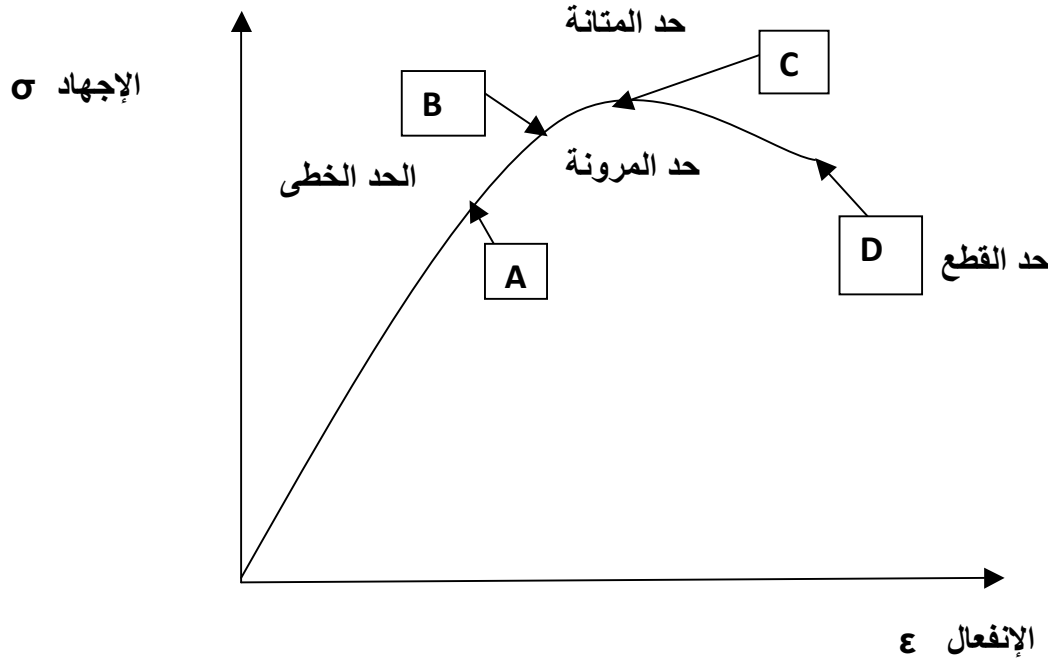 حد المتانة
C
الإجهاد σ
B
حد المرونة
الحد الخطى
D
حد القطع
A
الإنفعال ε